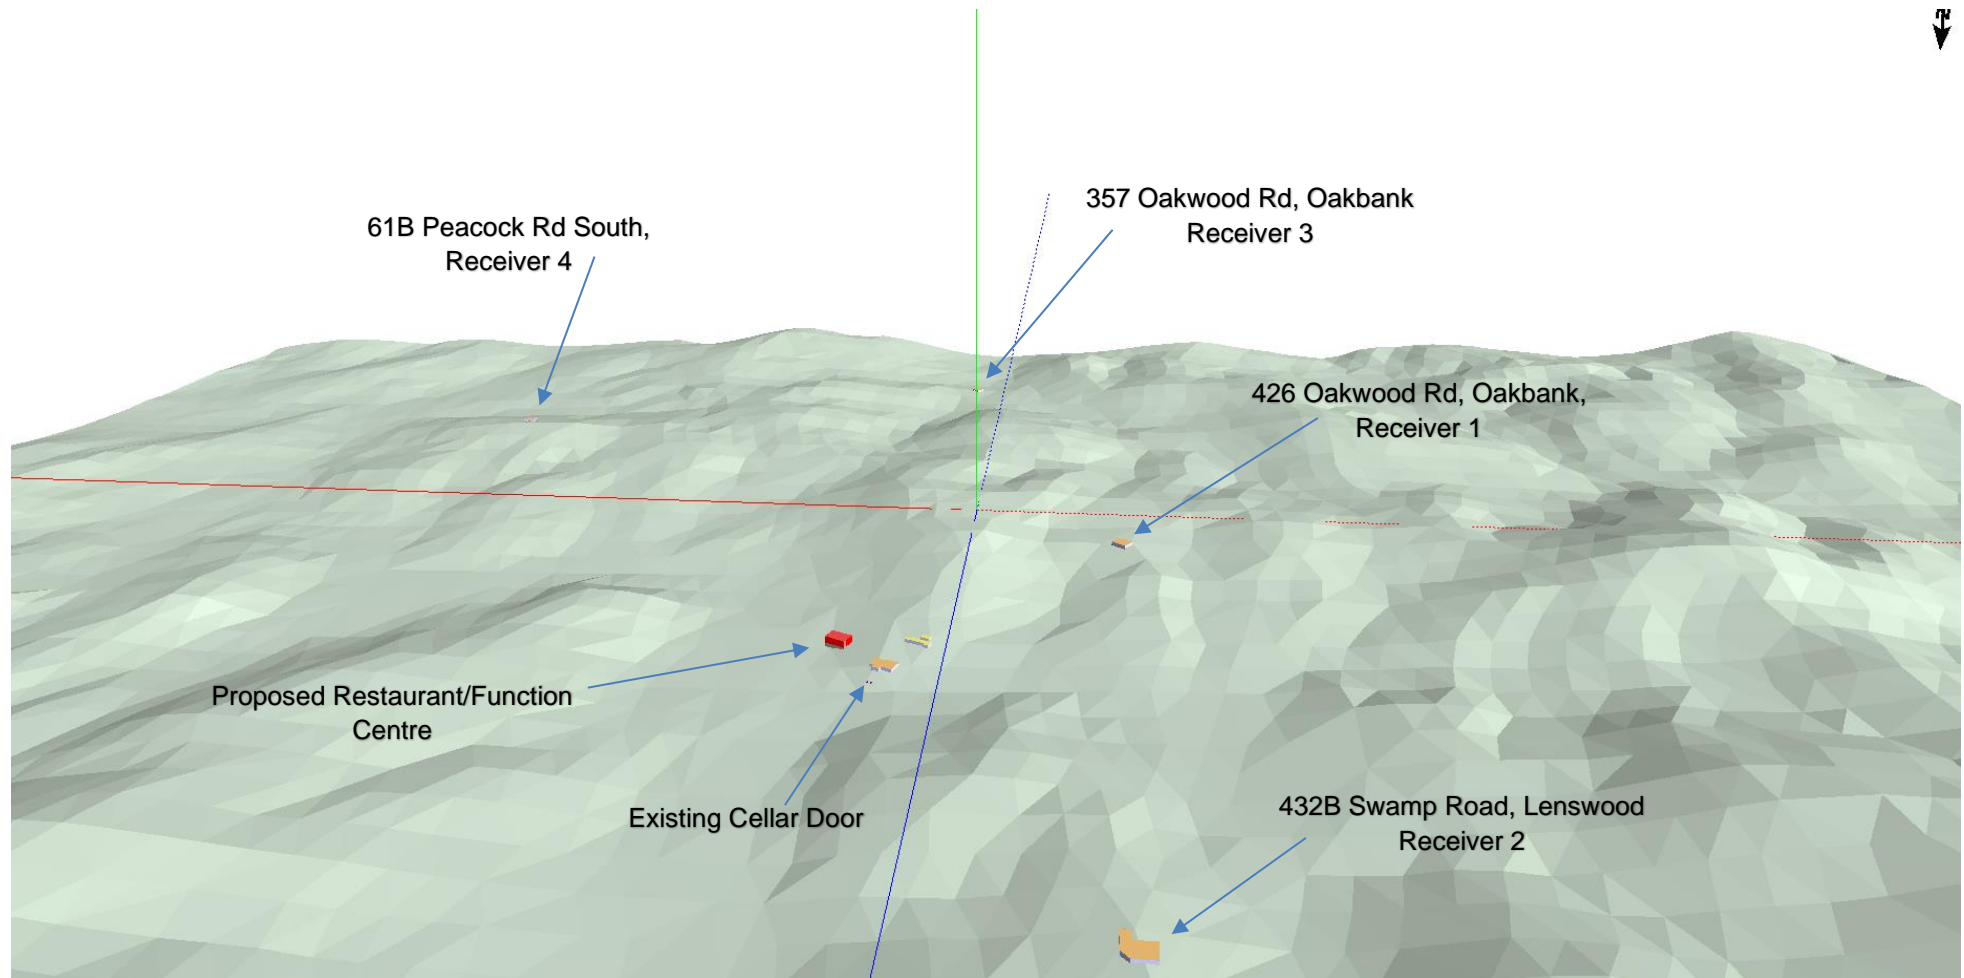 357 Oakwood Rd, Oakbank
Receiver 3
61B Peacock Rd South,
Receiver 4
426 Oakwood Rd, Oakbank,
Receiver 1
Proposed Restaurant/Function
Centre
Existing Cellar Door
432B Swamp Road, Lenswood
Receiver 2